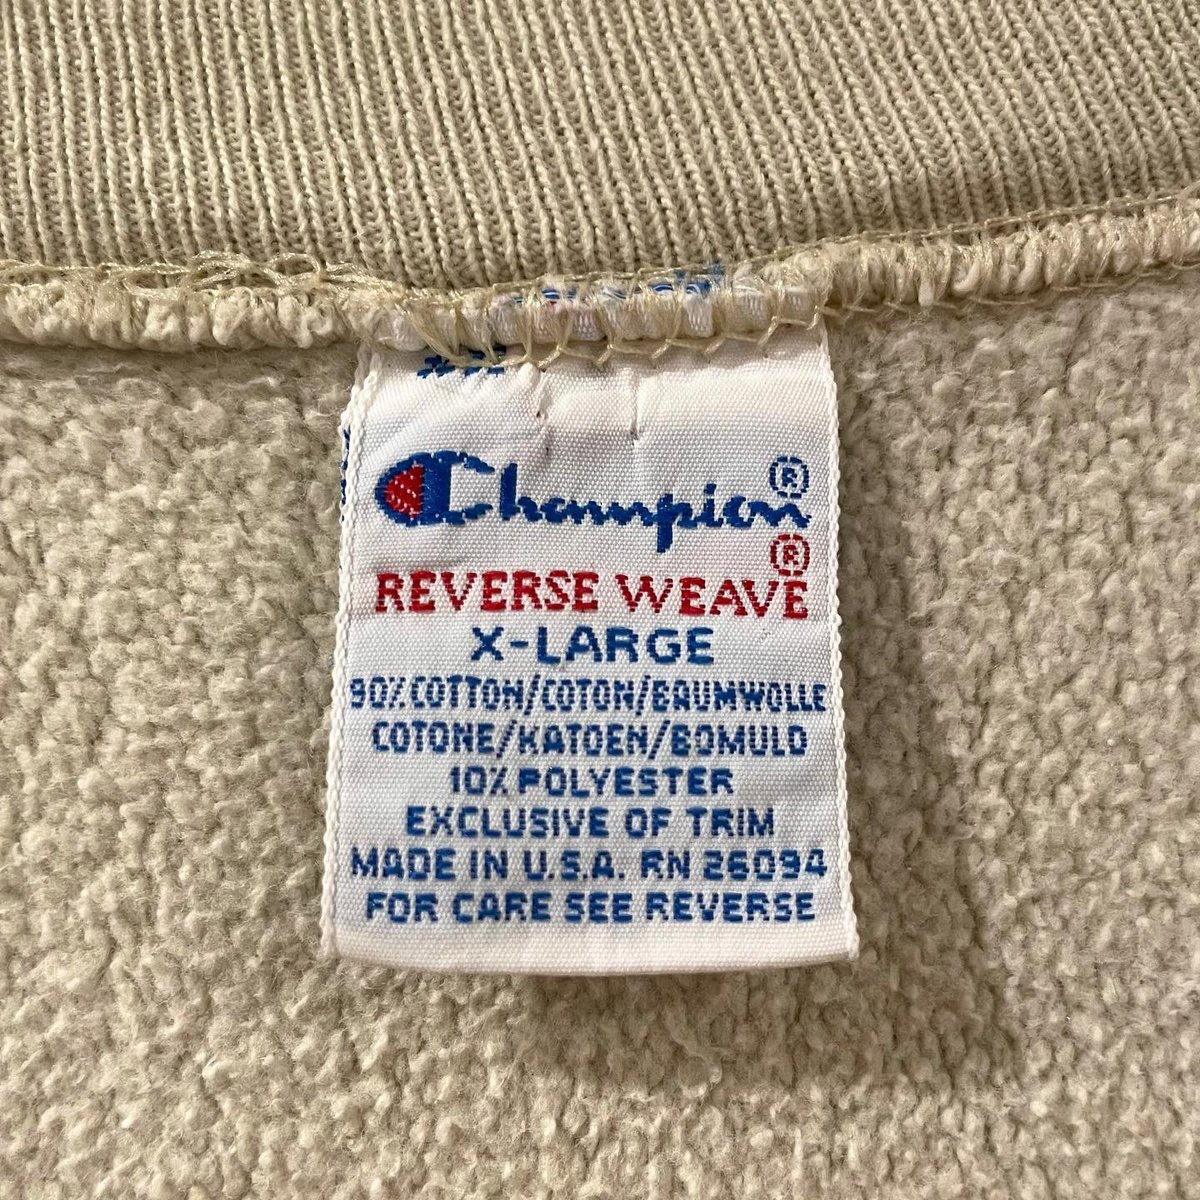 Champion®
REVERSE WEAVE®
X-LARGE
90% COTTON/COTON/BAUMWOLLE
COTONE/KATOEN/BOMULD
10% POLYESTER
EXCLUSIVE OF TRIM
MADE IN U.S.A. RN 26094
FOR CARE SEE REVERSE